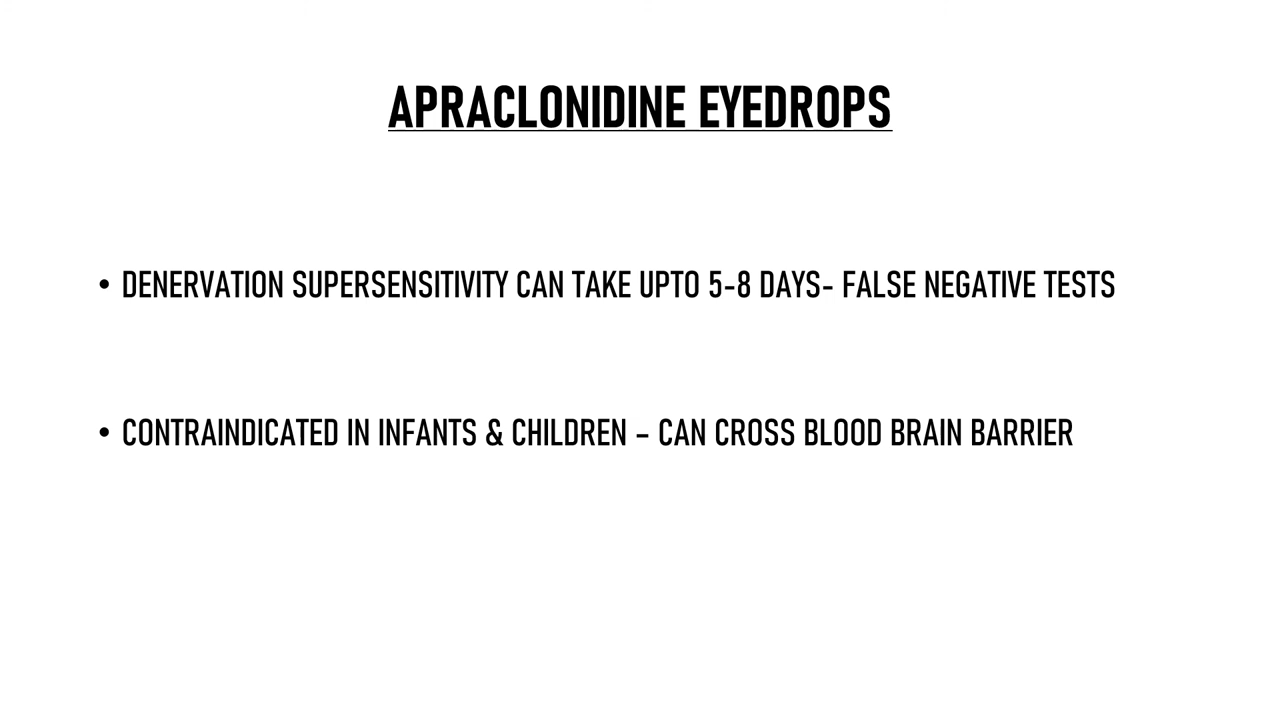 APRACLONIDINE EYEDROPS
• DENERVATION SUPERSENSITIVITY CAN TAKE UPTO 5-8 DAYS- FALSE NEGATIVE TESTS
• CONTRAINDICATED IN INFANTS & CHILDREN – CAN CROSS BLOOD BRAIN BARRIER